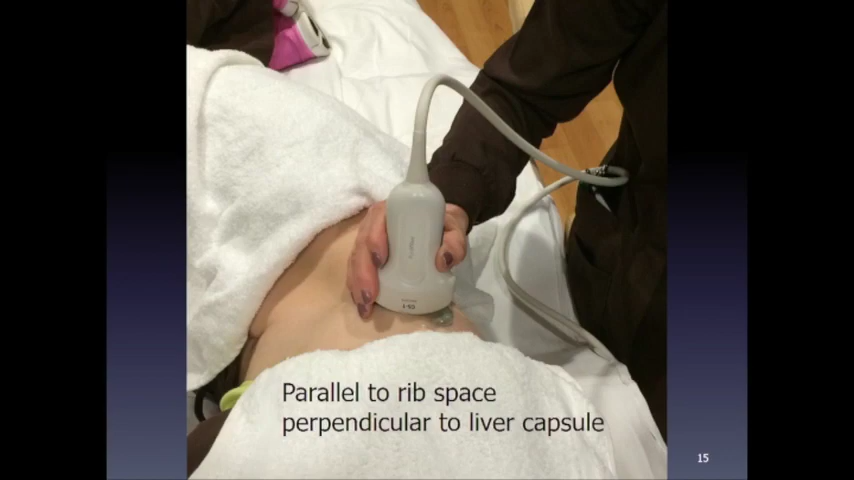 Parallel to rib space
perpendicular to liver capsule
15